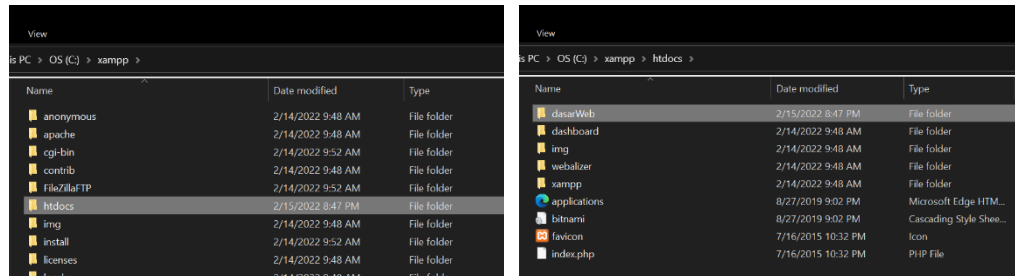 View
is PC > OS (C:) > xampp >
Name Date modified Type
anonymous 2/14/2022 9:48 AM File folder
apache 2/14/2022 9:48 AM File folder
cgi-bin 2/14/2022 9:52 AM File folder
contrib 2/14/2022 9:48 AM File folder
FileZillaFTP 2/14/2022 9:52 AM File folder
htdocs 2/15/2022 8:47 PM File folder
img 2/14/2022 9:48 AM File folder
install 2/14/2022 9:52 AM File folder
licenses 2/14/2022 9:48 AM File folder
View
is PC > OS (C:) > xampp > htdocs >
Name Date modified Type
dasarWeb 2/15/2022 8:47 PM File folder
dashboard 2/14/2022 9:48 AM File folder
img 2/14/2022 9:48 AM File folder
webalizer 2/14/2022 9:48 AM File folder
xampp 2/14/2022 9:48 AM File folder
applications 8/27/2019 9:02 PM Microsoft Edge HTM...
bitnami 8/27/2019 9:02 PM Cascading Style Shee...
favicon 7/16/2015 10:32 PM Icon
index.php 7/16/2015 10:32 PM PHP File